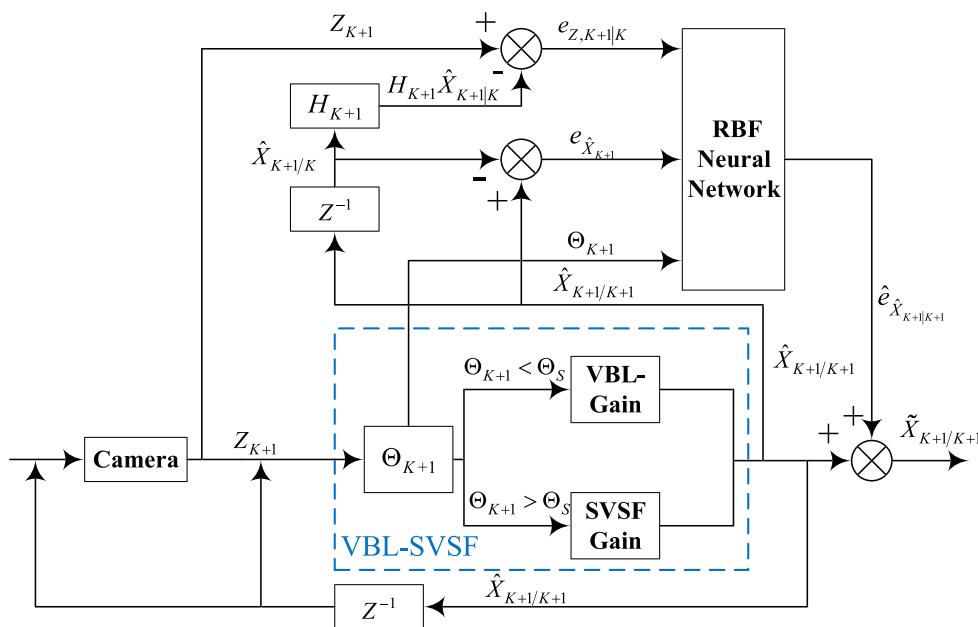 Z_{K+1}
+
-
e_{Z,K+1|K}
H_{K+1}
H_{K+1} \hat{X}_{K+1|K}
\hat{X}_{K+1/K}
-
+
e_{\hat{X}_{K+1}}
RBF
Neural
Network
Z^{-1}
Θ_{K+1}
\hat{X}_{K+1/K+1}
\hat{e}_{\hat{X}_{K+1|K+1}}
Θ_{K+1} < Θ_S
VBL-
Gain
\hat{X}_{K+1/K+1}
Camera
Z_{K+1}
Θ_{K+1}
+
+
\tilde{X}_{K+1/K+1}
Θ_{K+1} > Θ_S
SVSF
Gain
VBL-SVSF
Z^{-1}
\hat{X}_{K+1/K+1}